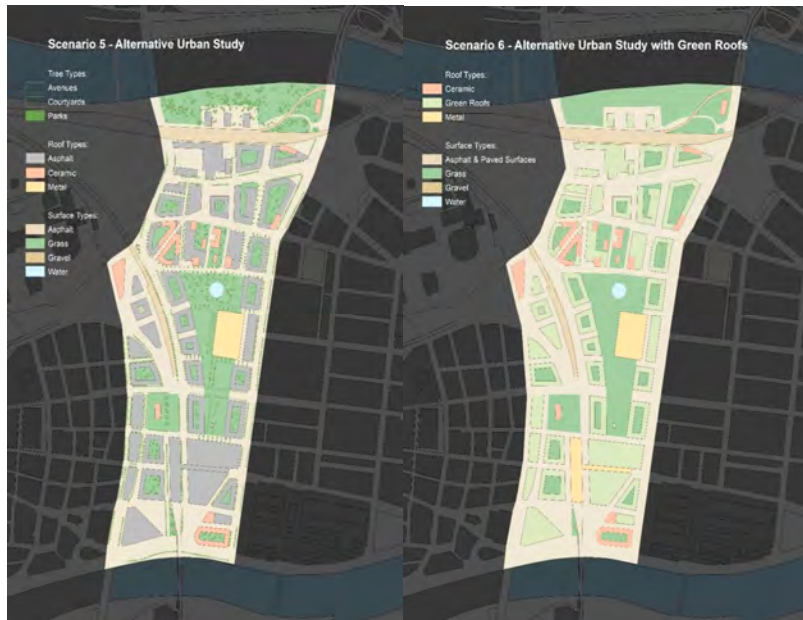 Scenario 5 - Alternative Urban Study
Tree Types:
Avenues
Courtyards
Parks
Roof Types:
Asphalt
Ceramic
Metal
Surface Types:
Asphalt
Grass
Gravel
Water
Scenario 6 - Alternative Urban Study with Green Roofs
Roof Types:
Ceramic
Green Roofs
Metal
Surface Types:
Asphalt & Paved Surfaces
Grass
Gravel
Water